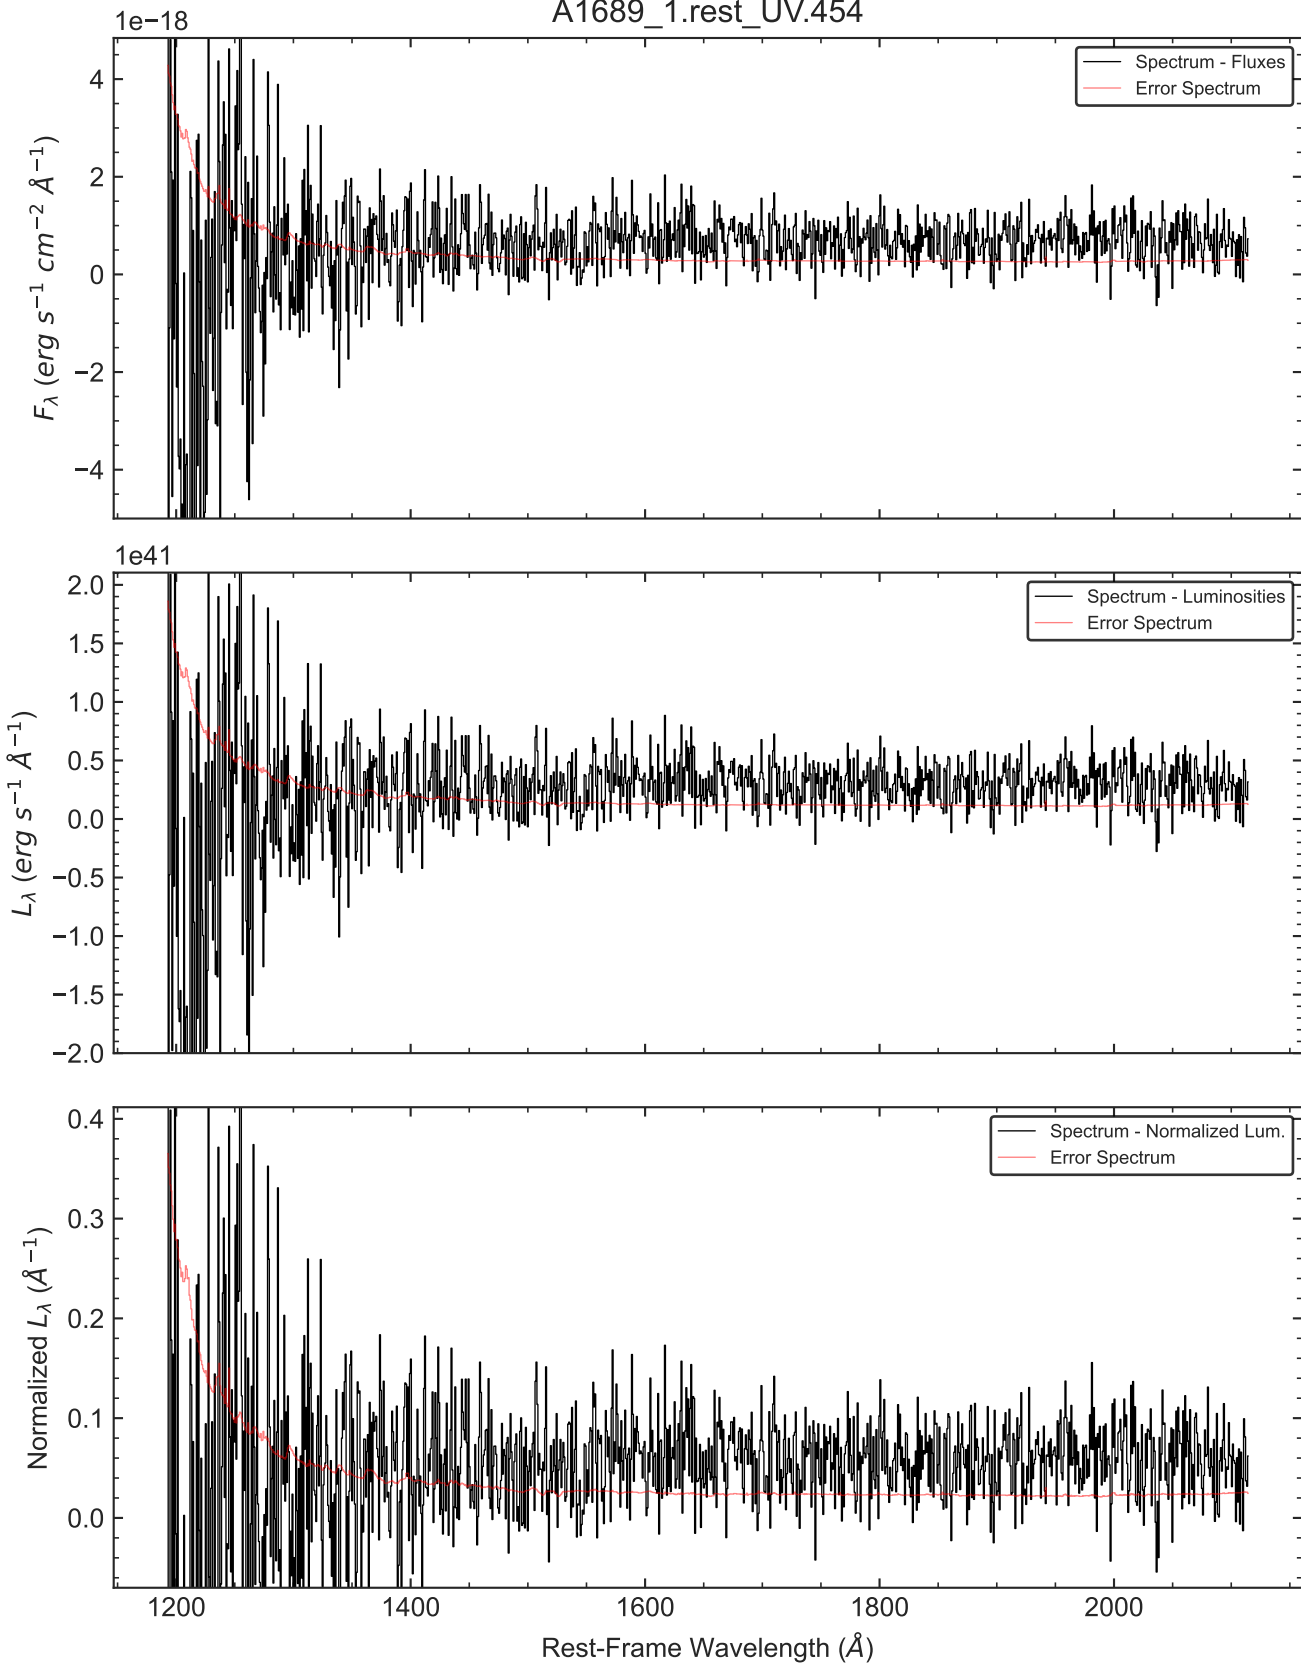 A1689_1.rest_UV.454
1e−18
Spectrum - Fluxes
Error Spectrum
4
2
0
−2
−4
Fλ (erg s−1 cm−2 Å−1)
1e41
Spectrum - Luminosities
Error Spectrum
2.0
1.5
1.0
0.5
0.0
−0.5
−1.0
−1.5
−2.0
Lλ (erg s−1 Å−1)
Spectrum - Normalized Lum.
Error Spectrum
0.4
0.3
0.2
0.1
0.0
Normalized Lλ (Å−1)
1200 1400 1600 1800 2000
Rest-Frame Wavelength (Å)